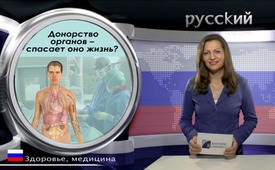 русский
Донорство
органов –
спасает оно жизнь?
Здоровье, медицина